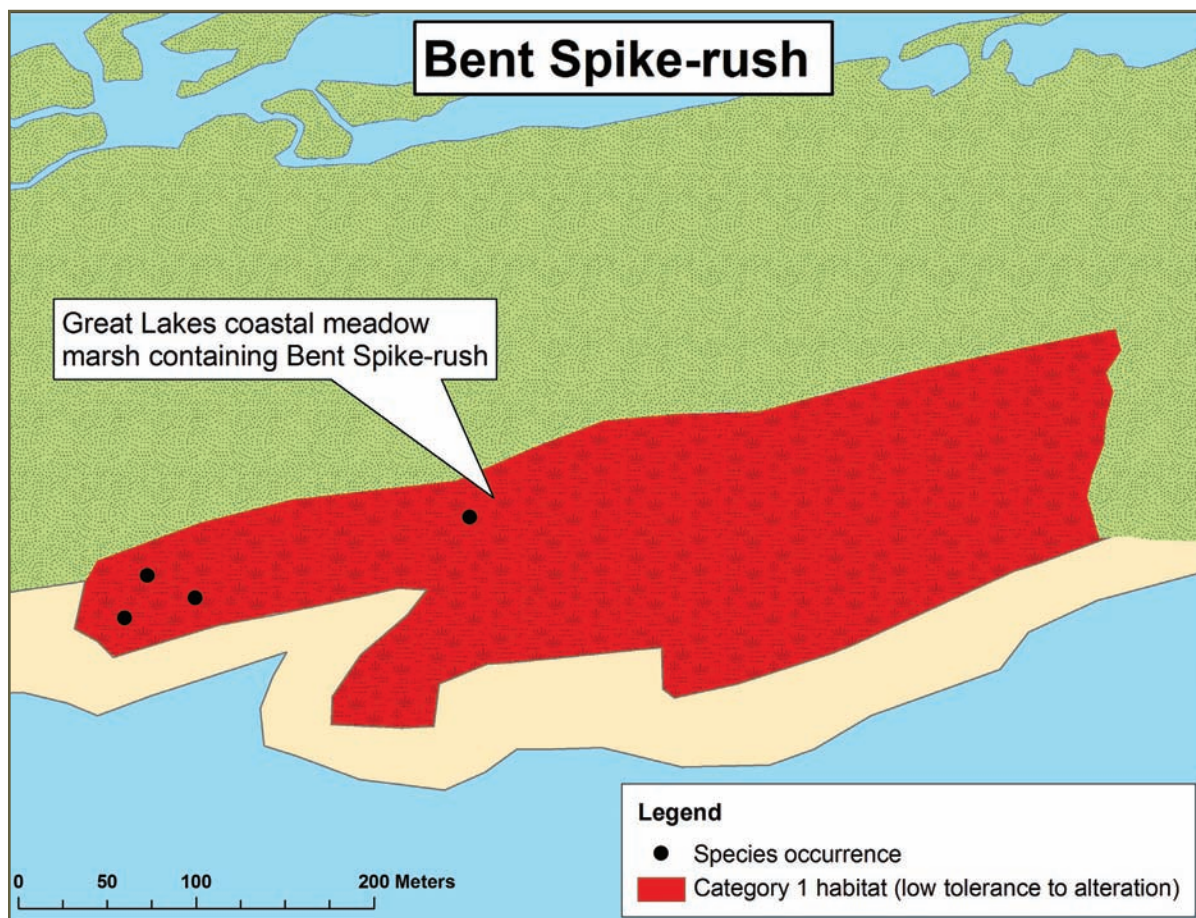 Bent Spike-rush
Great Lakes coastal meadow
marsh containing Bent Spike-rush
Legend
Species occurrence
Category 1 habitat (low tolerance to alteration)
0 50 100 200 Meters